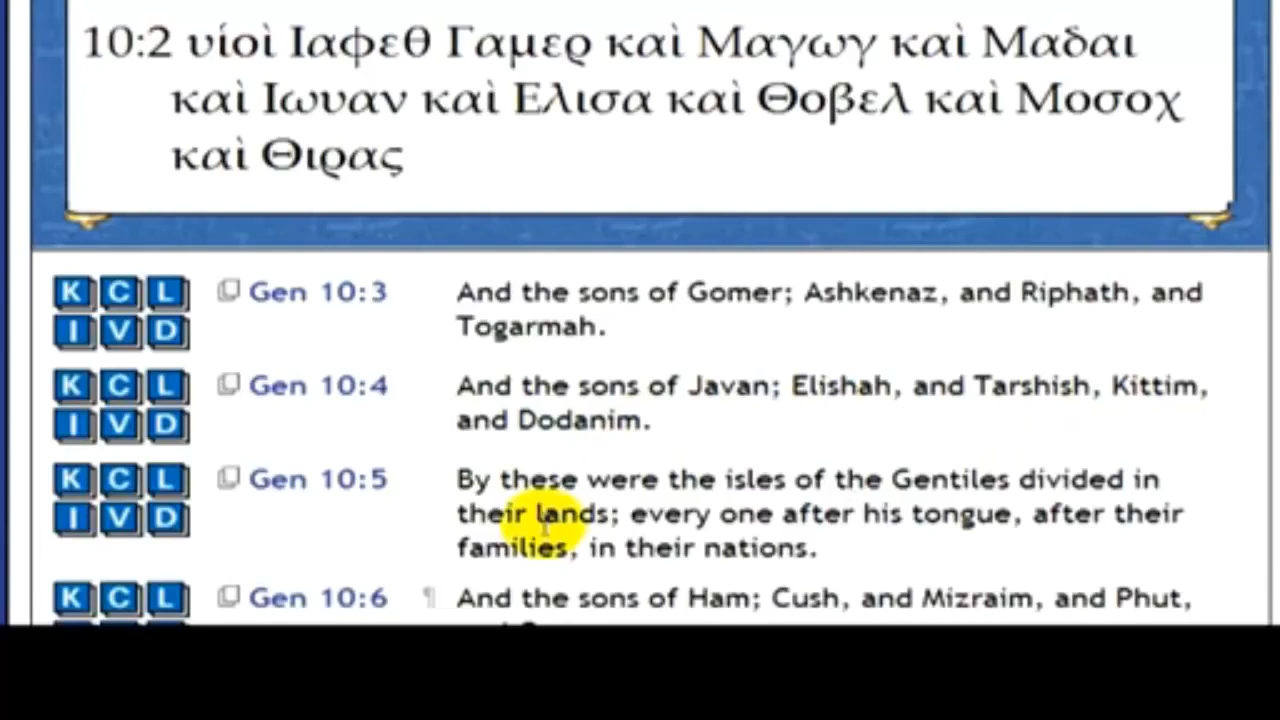 10:2 υίοὶ Ιαφεθ Γαμερ καὶ Μαγωγ καὶ Μαδαι
καὶ Ιωυαν καὶ Ελισα καὶ Θοβελ καὶ Μοσοχ
καὶ Θιρας
K C L Gen 10:3 And the sons of Gomer; Ashkenaz, and Riphath, and
I V D Togarmah.
K C L Gen 10:4 And the sons of Javan; Elishah, and Tarshish, Kittim,
I V D and Dodanim.
K C L Gen 10:5 By these were the isles of the Gentiles divided in
I V D their lands; every one after his tongue, after their
families, in their nations.
K C L Gen 10:6 ¶ And the sons of Ham; Cush, and Mizraim, and Phut,